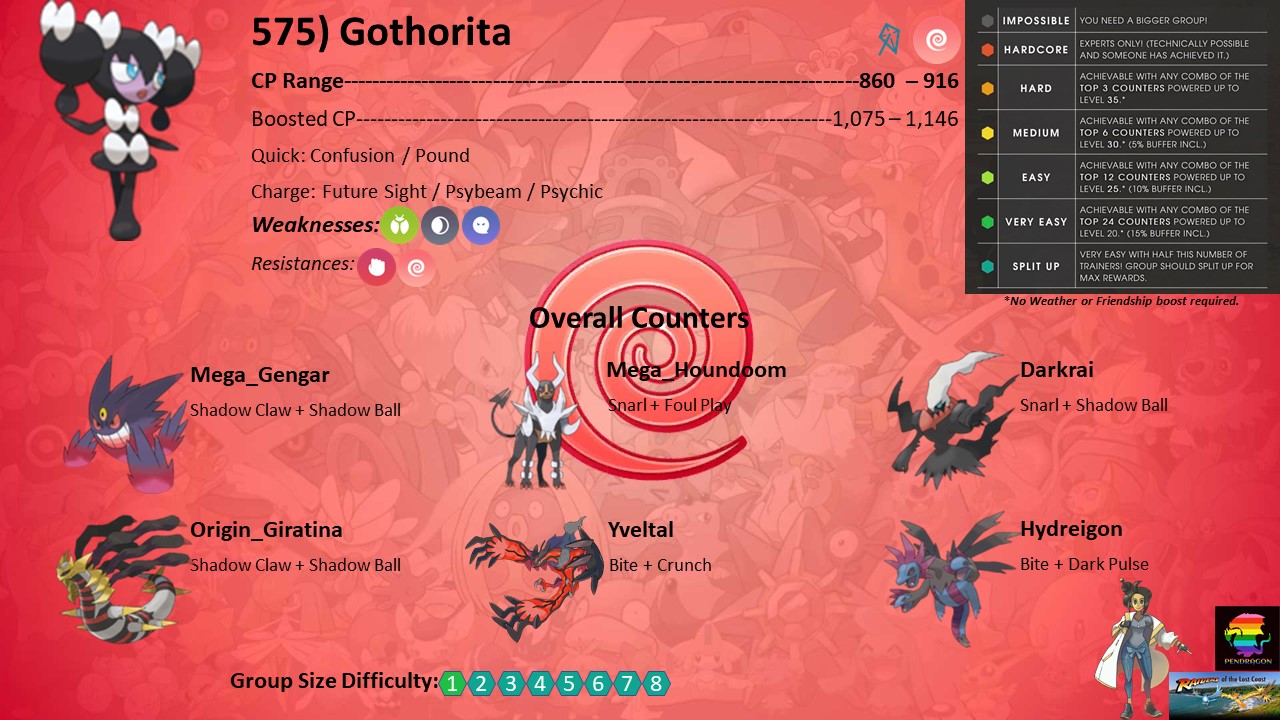 575) Gothorita
CP Range---860 – 916
Boosted CP---1,075 – 1,146
Quick: Confusion / Pound
Charge: Future Sight / Psybeam / Psychic
Weaknesses:
Resistances:
IMPOSSIBLE YOU NEED A BIGGER GROUP!
HARDCORE EXPERTS ONLY! (TECHNICALLY POSSIBLE
AND SOMEONE HAS ACHIEVED IT.)
HARD ACHIEVABLE WITH ANY COMBO OF THE
TOP 3 COUNTERS POWERED UP TO
LEVEL 35.*
MEDIUM ACHIEVABLE WITH ANY COMBO OF THE
TOP 6 COUNTERS POWERED UP TO
LEVEL 30.* (5% BUFFER INCL.)
EASY ACHIEVABLE WITH ANY COMBO OF THE
TOP 12 COUNTERS POWERED UP TO
LEVEL 25.* (10% BUFFER INCL.)
VERY EASY ACHIEVABLE WITH ANY COMBO OF THE
TOP 24 COUNTERS POWERED UP TO
LEVEL 20.* (15% BUFFER INCL.)
SPLIT UP VERY EASY WITH HALF THIS NUMBER OF
TRAINERS! GROUP SHOULD SPLIT UP FOR
MAX REWARDS.
*No Weather or Friendship boost required.
Overall Counters
Mega_Gengar
Shadow Claw + Shadow Ball
Mega_Houndoom
Snarl + Foul Play
Darkrai
Snarl + Shadow Ball
Origin_Giratina
Shadow Claw + Shadow Ball
Yveltal
Bite + Crunch
Hydreigon
Bite + Dark Pulse
Group Size Difficulty: 1 2 3 4 5 6 7 8
PENDRAGON
RAIDERS of the Lost Coast